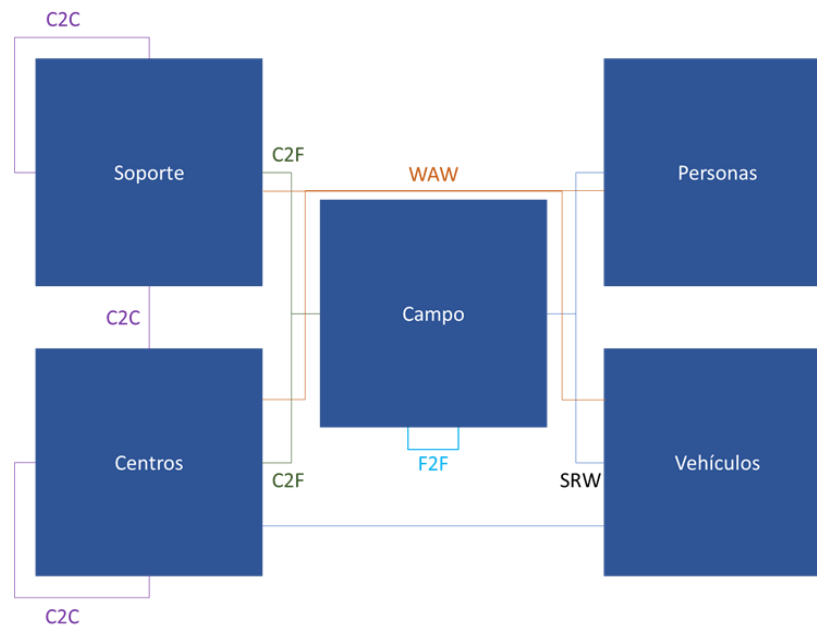 C2C
Soporte
C2F
WAW
Personas
Campo
C2C
Centros
F2F
C2F
SRW
Vehículos
C2C